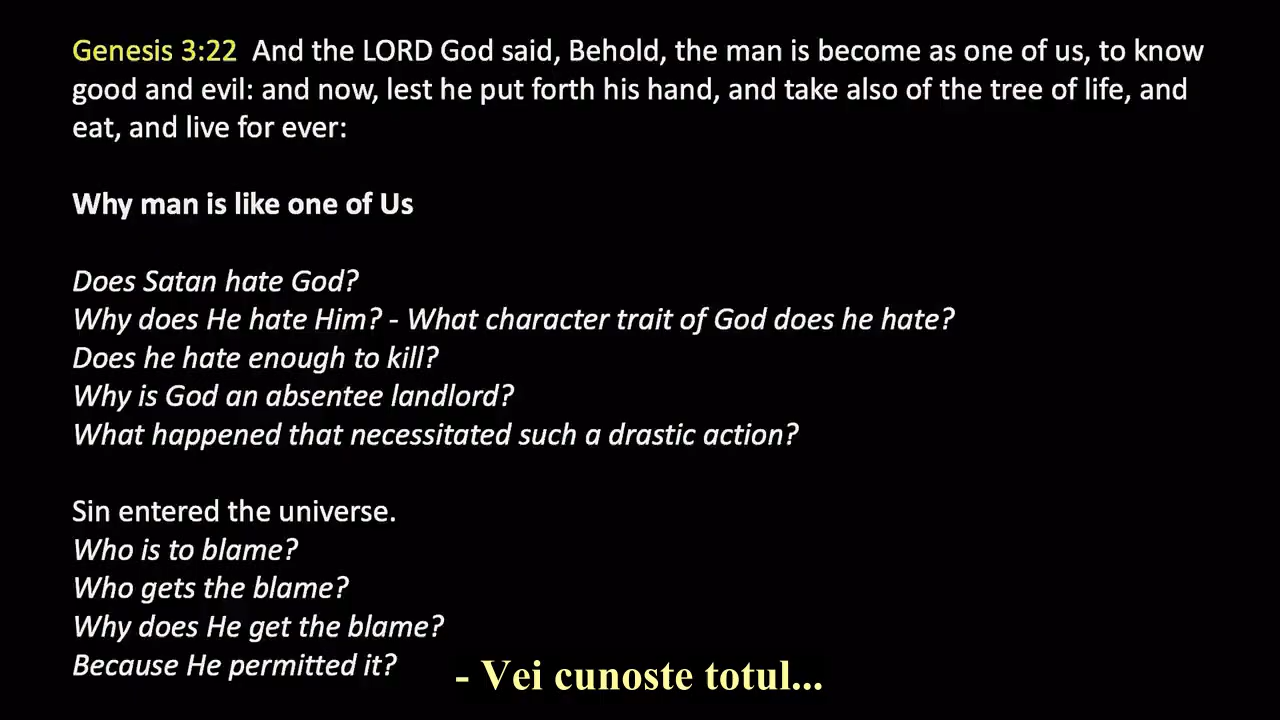 Genesis 3:22  And the LORD God said, Behold, the man is become as one of us, to know
good and evil: and now, lest he put forth his hand, and take also of the tree of life, and
eat, and live for ever:
Why man is like one of Us
Does Satan hate God?
Why does He hate Him? - What character trait of God does he hate?
Does he hate enough to kill?
Why is God an absentee landlord?
What happened that necessitated such a drastic action?
Sin entered the universe.
Who is to blame?
Who gets the blame?
Why does He get the blame?
Because He permitted it?
- Vei cunoste totul...